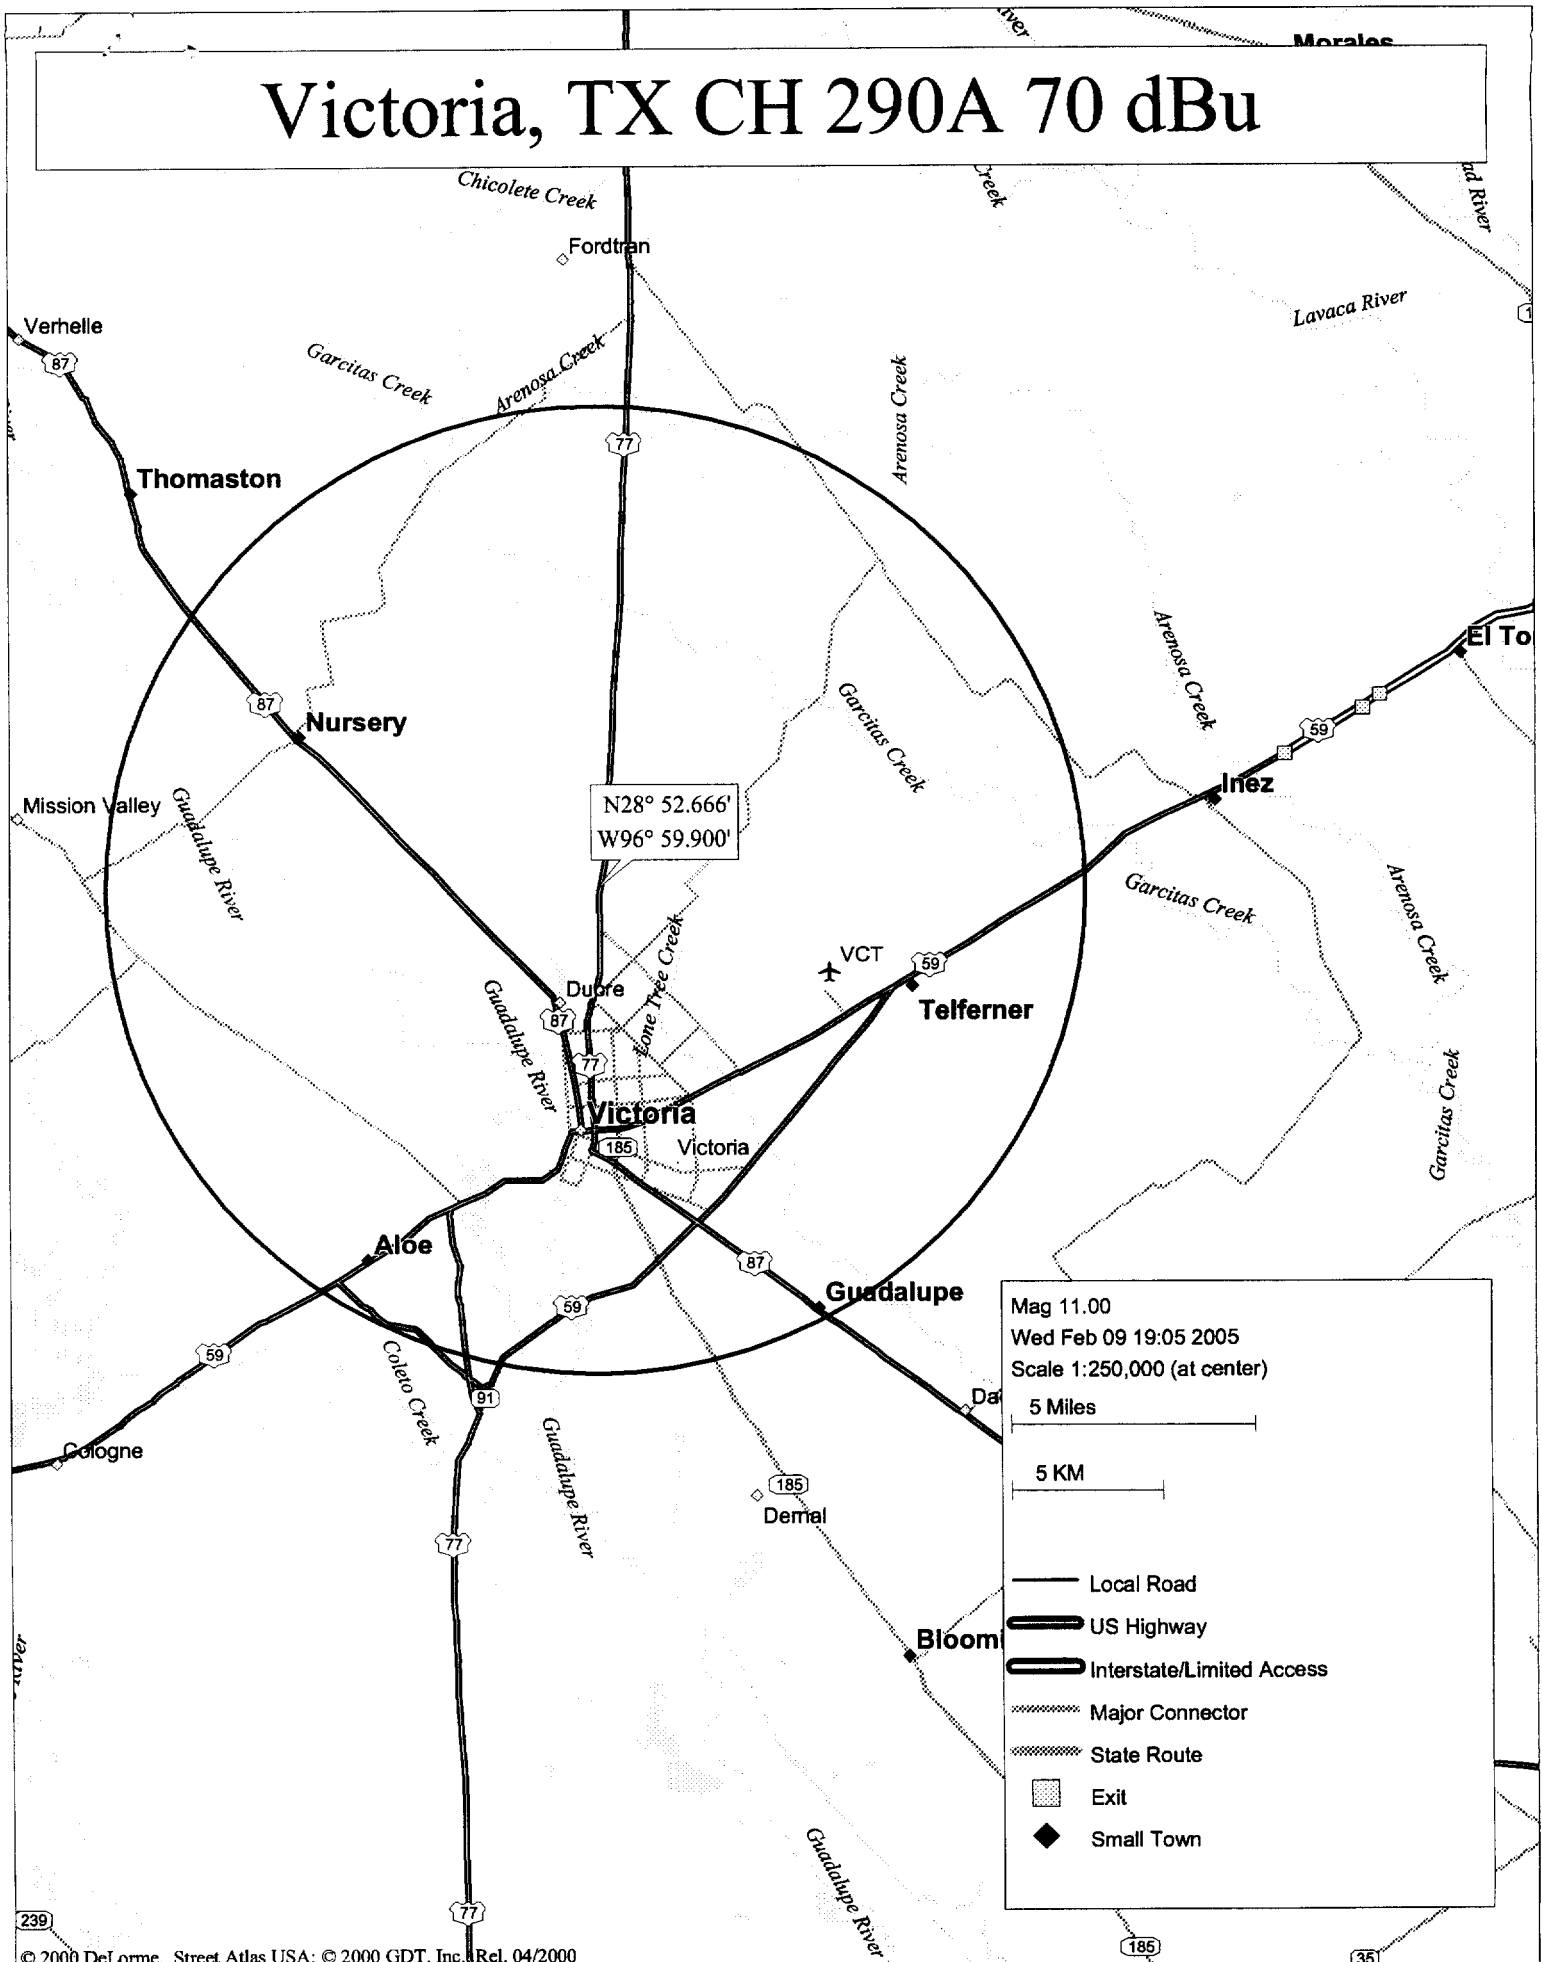 Morales
Victoria, TX CH 290A 70 dBu
Chicolete Creek
Creek
Fordtran
Lavaca River
Verhelle
87
Garcitas Creek
Arenosa Creek
Arenosa Creek
77
Thomaston
Arenosa Creek
El To
87
Nursery
Garcitas Creek
59
Inez
Mission Valley
Guadalupe River
N28° 52.666'
W96° 59.900'
Garcitas Creek
Arenosa Creek
VCT
59
Telferner
Dupre
Lone Tree Creek
Guadalupe River
87
77
Garcitas Creek
Victoria
185
Victoria
Aloe
87
Guadalupe
59
59
Coleto Creek
91
Cologne
Guadalupe River
77
185
Dernal
Bloomi
Mag 11.00
Wed Feb 09 19:05 2005
Scale 1:250,000 (at center)
5 Miles
5 KM
Local Road
US Highway
Interstate/Limited Access
Major Connector
State Route
Exit
Small Town
River
Guadalupe River
77
239
185
35
© 2000 DeLorme. Street Atlas USA; © 2000 GDT, Inc., Rel. 04/2000